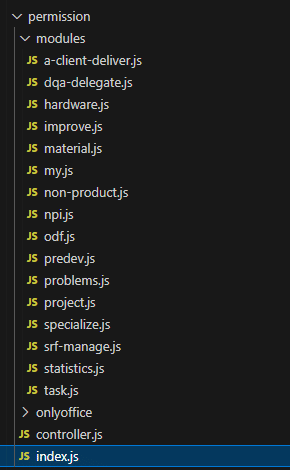 permission
modules
JS a-client-deliver.js
JS dqa-delegate.js
JS hardware.js
JS improve.js
JS material.js
JS my.js
JS non-product.js
JS npi.js
JS odf.js
JS predev.js
JS problems.js
JS project.js
JS specialize.js
JS srf-manage.js
JS statistics.js
JS task.js
onlyoffice
JS controller.js
JS index.js